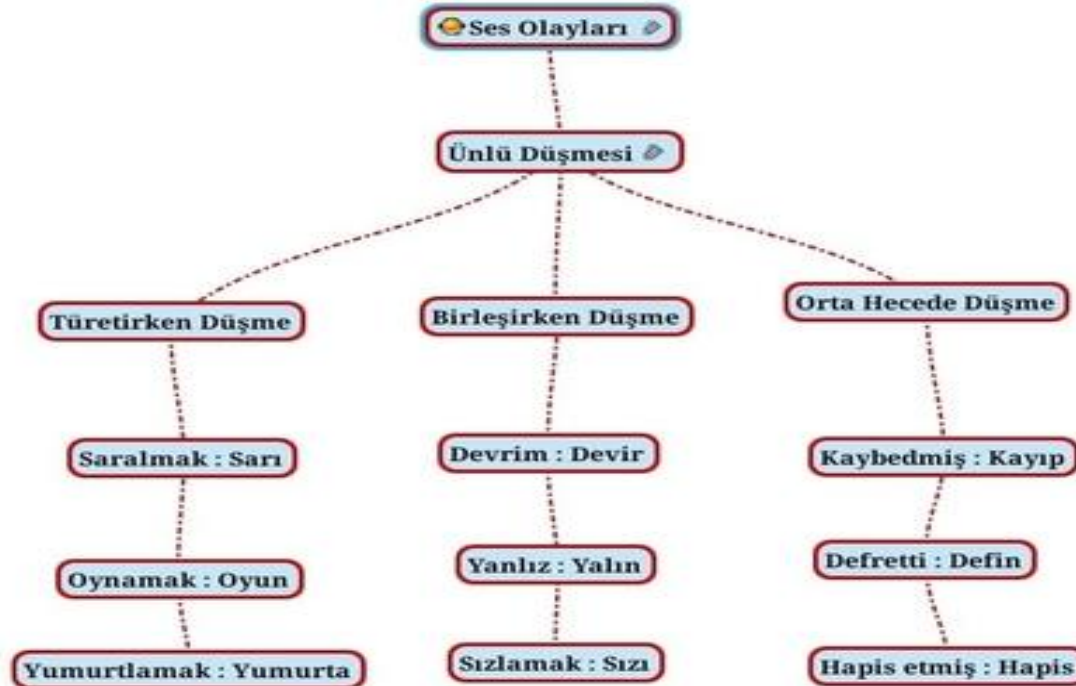 Ses Olayları
Ünlü Düşmesi
Türetirken Düşme
Birleşirken Düşme
Orta Hecede Düşme
Saralmak : Sarı
Devrim : Devir
Kaybedmiş : Kayıp
Oynamak : Oyun
Yanlız : Yalın
Defretti : Defin
Yumurtlamak : Yumurta
Sızlamak : Sızı
Hapis etmiş : Hapis